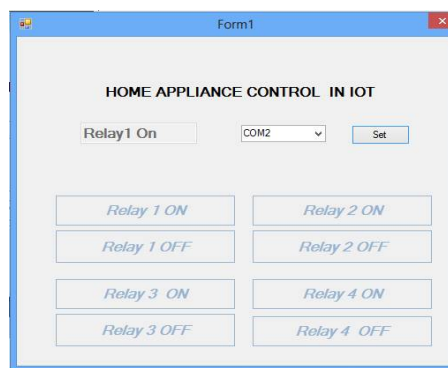 Form1
HOME APPLIANCE CONTROL IN IOT
Relay1 On COM2 Set
Relay 1 ON Relay 2 ON
Relay 1 OFF Relay 2 OFF
Relay 3 ON Relay 4 ON
Relay 3 OFF Relay 4 OFF